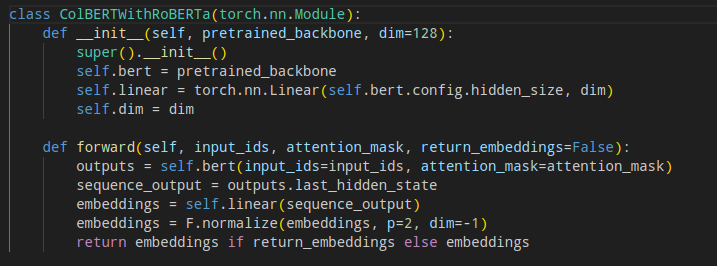 class ColBERTWithRoBERTa(torch.nn.Module):
    def __init__(self, pretrained_backbone, dim=128):
        super().__init__()
        self.bert = pretrained_backbone
        self.linear = torch.nn.Linear(self.bert.config.hidden_size, dim)
        self.dim = dim

    def forward(self, input_ids, attention_mask, return_embeddings=False):
        outputs = self.bert(input_ids=input_ids, attention_mask=attention_mask)
        sequence_output = outputs.last_hidden_state
        embeddings = self.linear(sequence_output)
        embeddings = F.normalize(embeddings, p=2, dim=-1)
        return embeddings if return_embeddings else embeddings